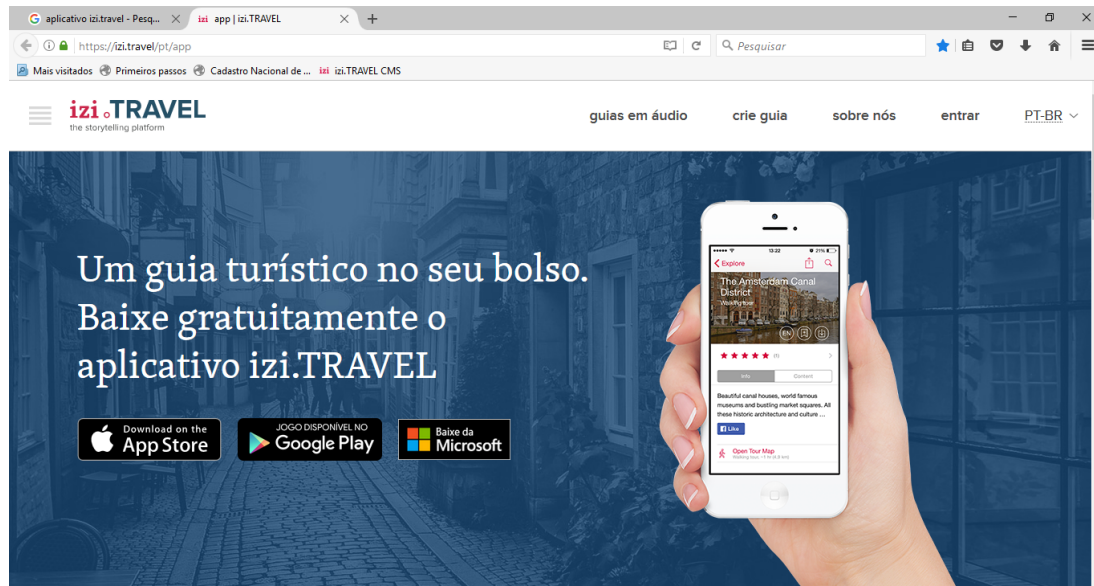 aplicativo izi.travel - Pesq...
izi app | izi.TRAVEL
https://izi.travel/pt/app
Pesquisar
Mais visitados Primeiros passos Cadastro Nacional de ... izi izi.TRAVEL CMS
izi.TRAVEL
the storytelling platform
guias em áudio crie guia sobre nós entrar PT-BR
Um guia turístico no seu bolso.
Baixe gratuitamente o
aplicativo izi.TRAVEL
Download on the
App Store
JOGO DISPONÍVEL NO
Google Play
Baixe da
Microsoft
13:22 21%
Explore
The Amsterdam Canal
District
Walking tour
EN
(1)
Info Content
Beautiful canal houses, world famous
museums and bustling market squares. All
these historic architecture and culture ...
Like
Open Tour Map